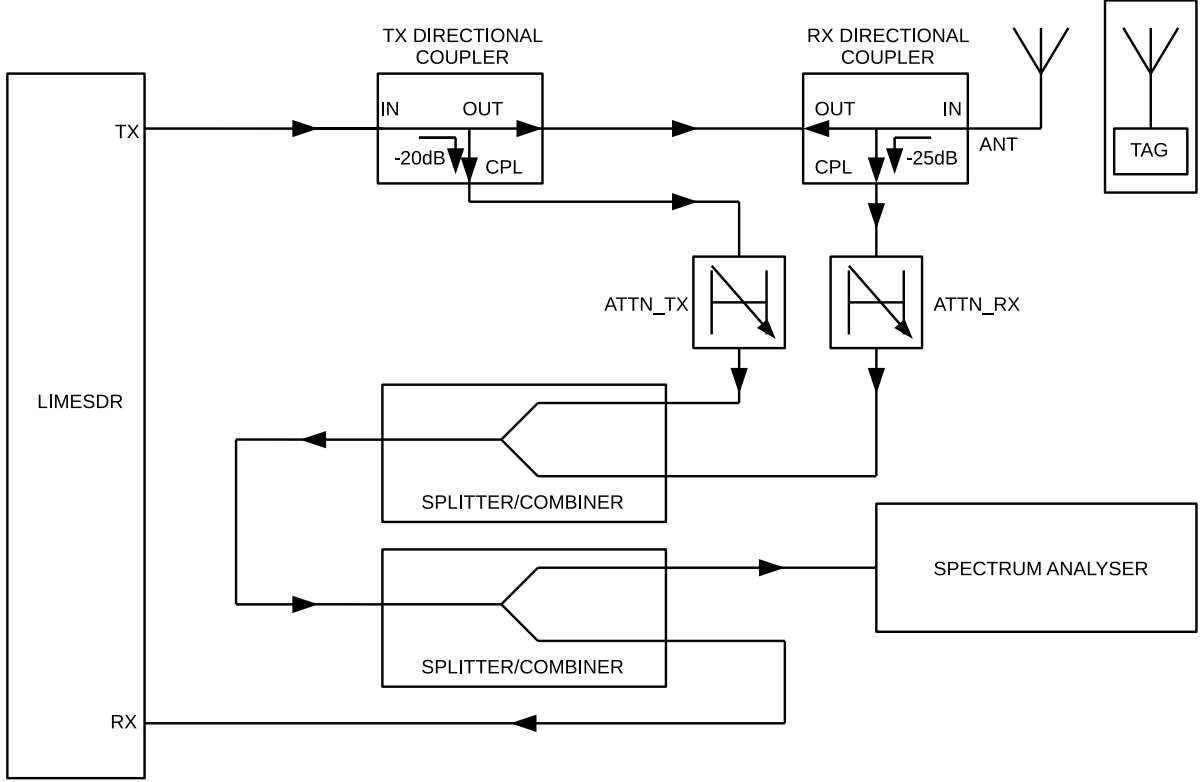 TX DIRECTIONAL
COUPLER
RX DIRECTIONAL
COUPLER
IN
OUT
OUT
IN
TX
-20dB
CPL
CPL
-25dB
ANT
TAG
ATTN_TX
ATTN_RX
LIMESDR
SPLITTER/COMBINER
SPECTRUM ANALYSER
SPLITTER/COMBINER
RX